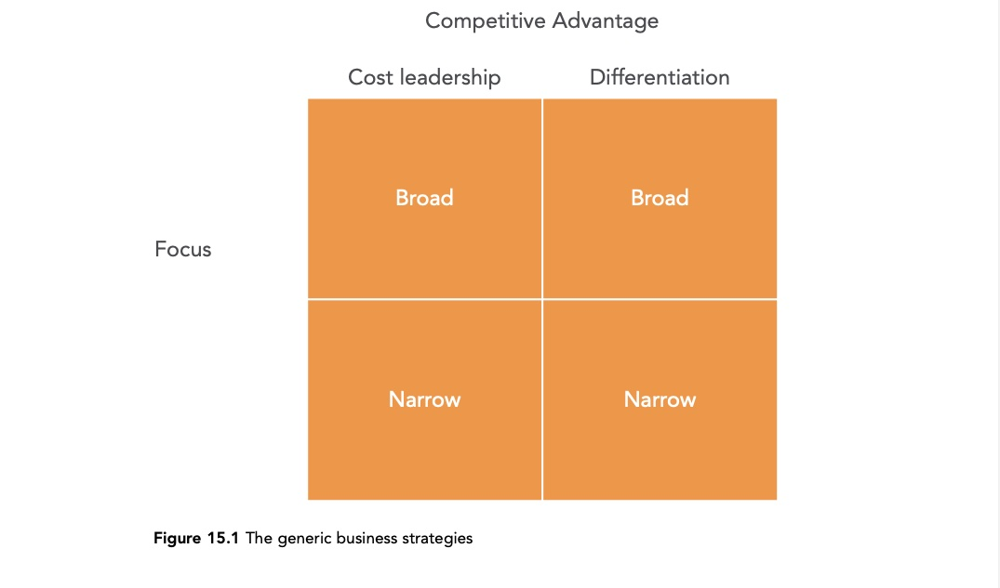 Competitive Advantage
Cost leadership Differentiation
Broad Broad
Focus
Narrow Narrow
Figure 15.1 The generic business strategies